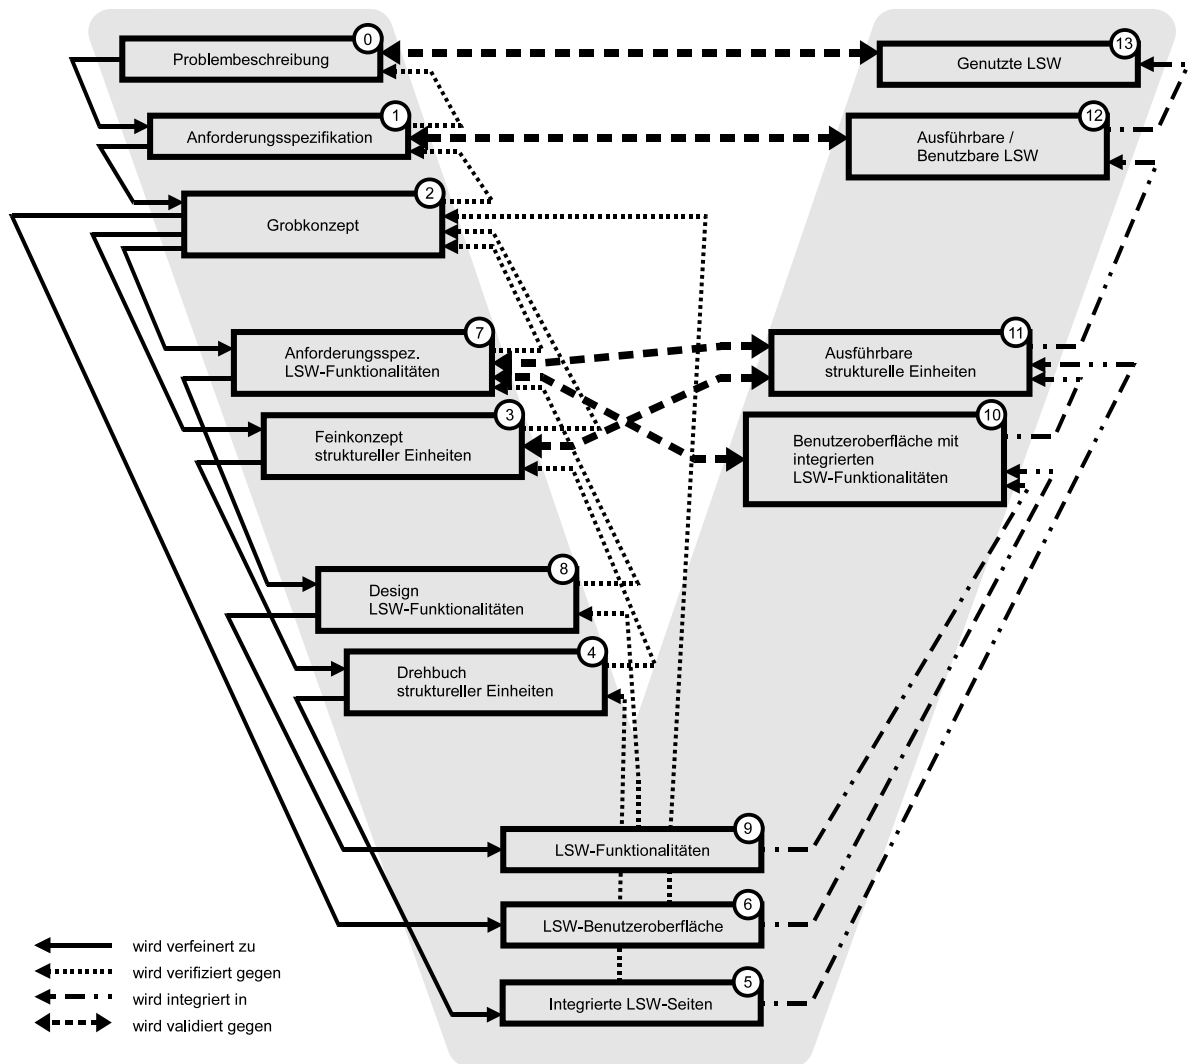 0
Problembeschreibung
13
Genutzte LSW
1
Anforderungsspezifikation
12
Ausführbare /
Benutzbare LSW
2
Grobkonzept
7
Anforderungsspez.
LSW-Funktionalitäten
11
Ausführbare
strukturelle Einheiten
3
Feinkonzept
struktureller Einheiten
10
Benutzeroberfläche mit
integrierten
LSW-Funktionalitäten
8
Design
LSW-Funktionalitäten
4
Drehbuch
struktureller Einheiten
9
LSW-Funktionalitäten
6
LSW-Benutzeroberfläche
5
Integrierte LSW-Seiten
wird verfeinert zu
wird verifiziert gegen
wird integriert in
wird validiert gegen